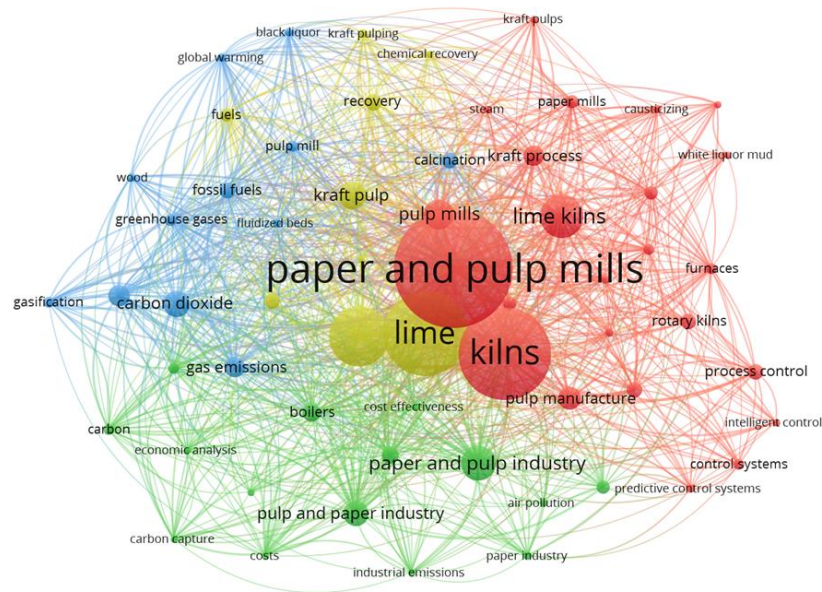 kraft pulps
black liquor
kraft pulping
global warming
chemical recovery
fuels
recovery
steam
paper mills
causticizing
pulp mill
calcination
kraft process
white liquor mud
wood
fossil fuels
kraft pulp
greenhouse gases
fluidized beds
pulp mills
lime kilns
paper and pulp mills
furnaces
gasification
carbon dioxide
lime
kilns
rotary kilns
gas emissions
process control
boilers
cost effectiveness
pulp manufacture
carbon
intelligent control
economic analysis
paper and pulp industry
control systems
predictive control systems
air pollution
pulp and paper industry
carbon capture
costs
paper industry
industrial emissions